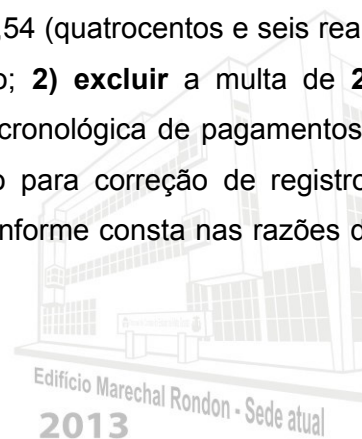 ,54 (quatrocentos e seis rea
o; 2) excluir a multa de 2
cronológica de pagamentos
o para correção de registro
nforme consta nas razões d
Edifício Marechal Rondon - Sede atual
2013